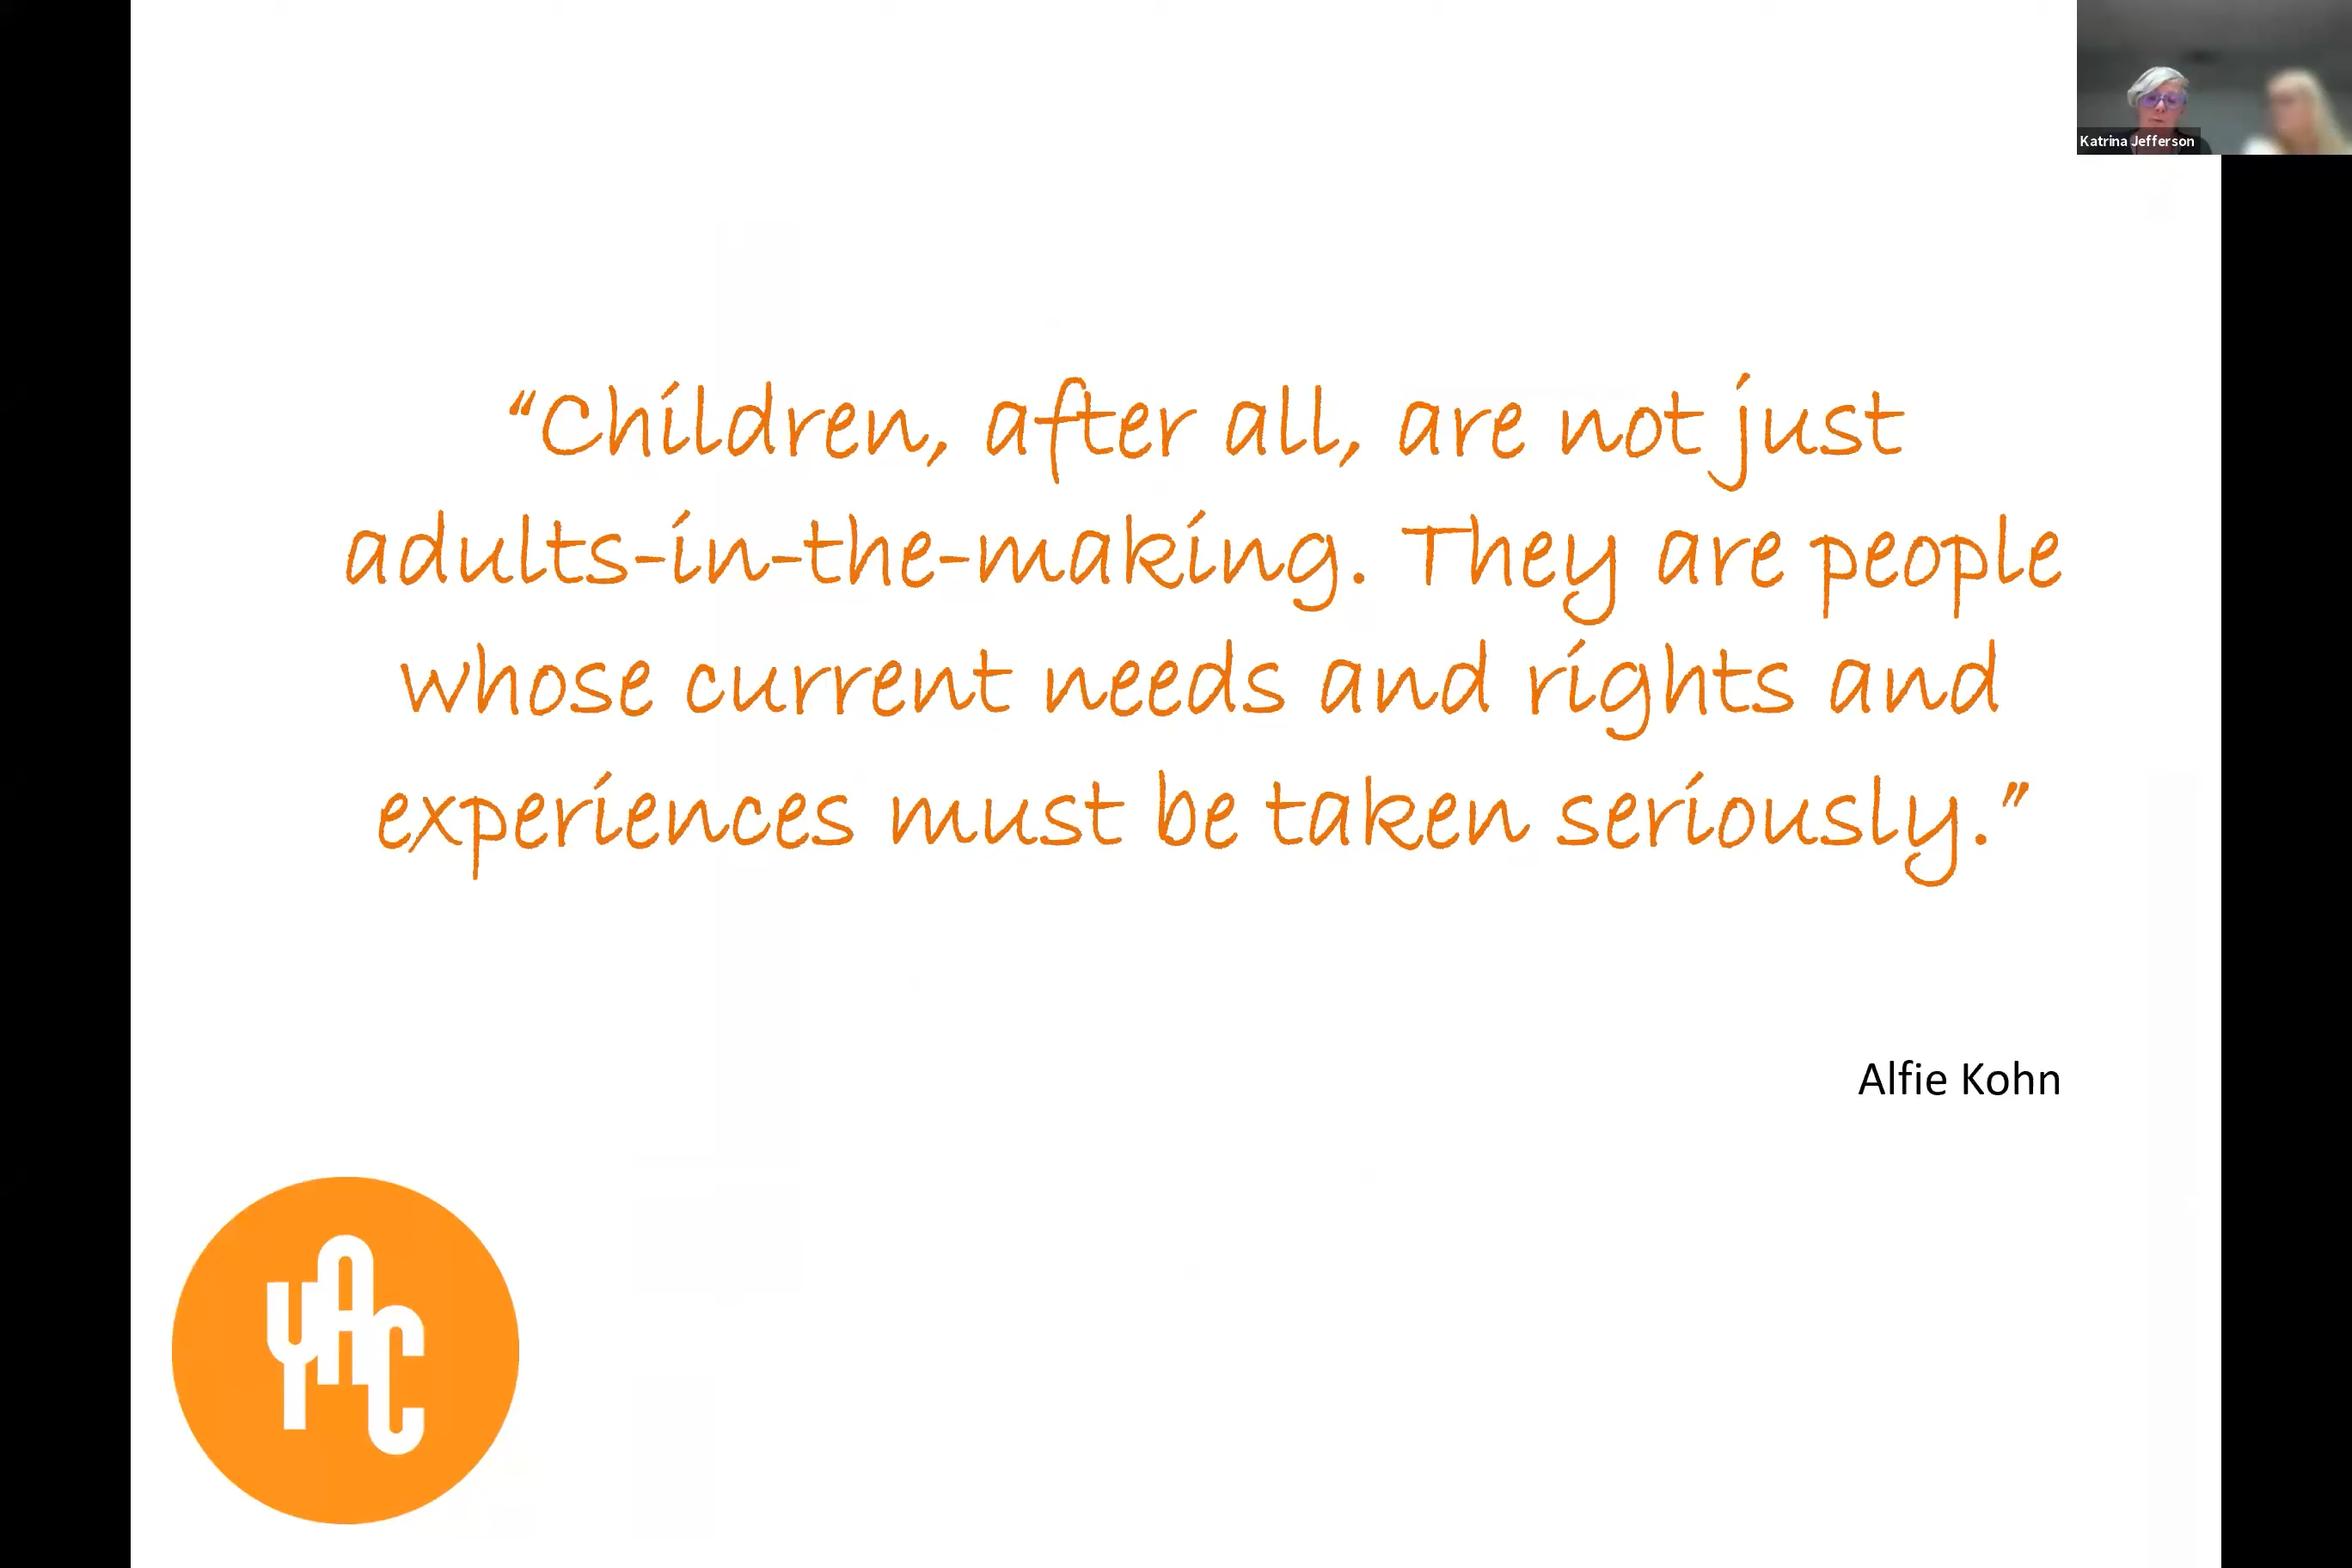 Katrina Jefferson
“Children, after all, are not just
adults-in-the-making. They are people
whose current needs and rights and
experiences must be taken seriously.”
Alfie Kohn
YAC